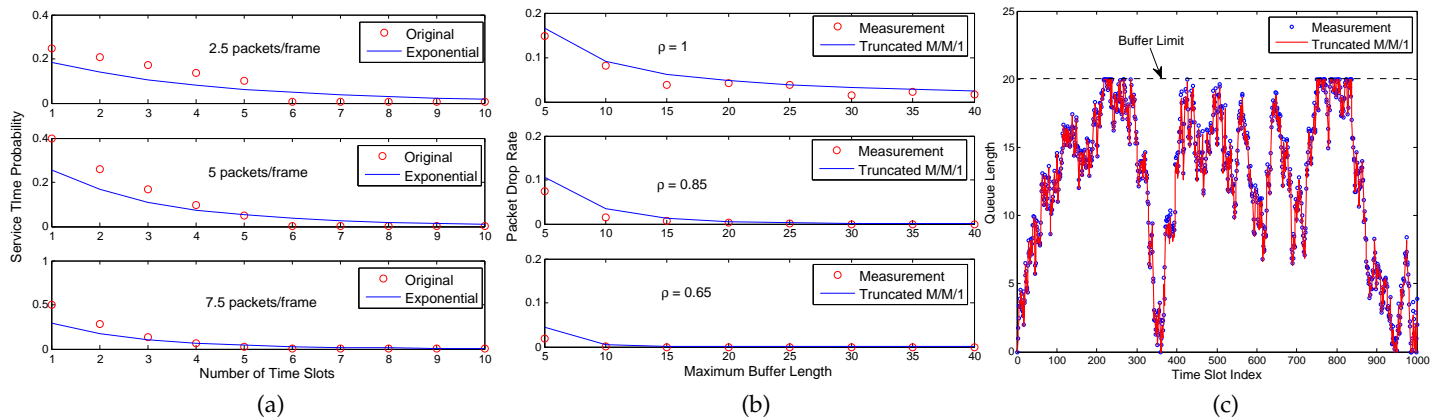 2.5 packets/frame
Original
Exponential
0.4
0.2
0
1 2 3 4 5 6 7 8 9 10
5 packets/frame
Original
Exponential
0.4
0.2
0
1 2 3 4 5 6 7 8 9 10
7.5 packets/frame
Original
Exponential
1
0.5
0
1 2 3 4 5 6 7 8 9 10
Service TIme Probability
Number of Time Slots
(a)
ρ = 1
Measurement
Truncated M/M/1
0.2
0.1
0
5 10 15 20 25 30 35 40
ρ = 0.85
Measurement
Truncated M/M/1
0.2
0.1
0
5 10 15 20 25 30 35 40
ρ = 0.65
Measurement
Truncated M/M/1
0.2
0.1
0
5 10 15 20 25 30 35 40
Packet Drop Rate
Maximum Buffer Length
(b)
Measurement
Truncated M/M/1
Buffer Limit
25
20
15
10
5
0
0 100 200 300 400 500 600 700 800 900 1000
Queue Length
Time Slot Index
(c)